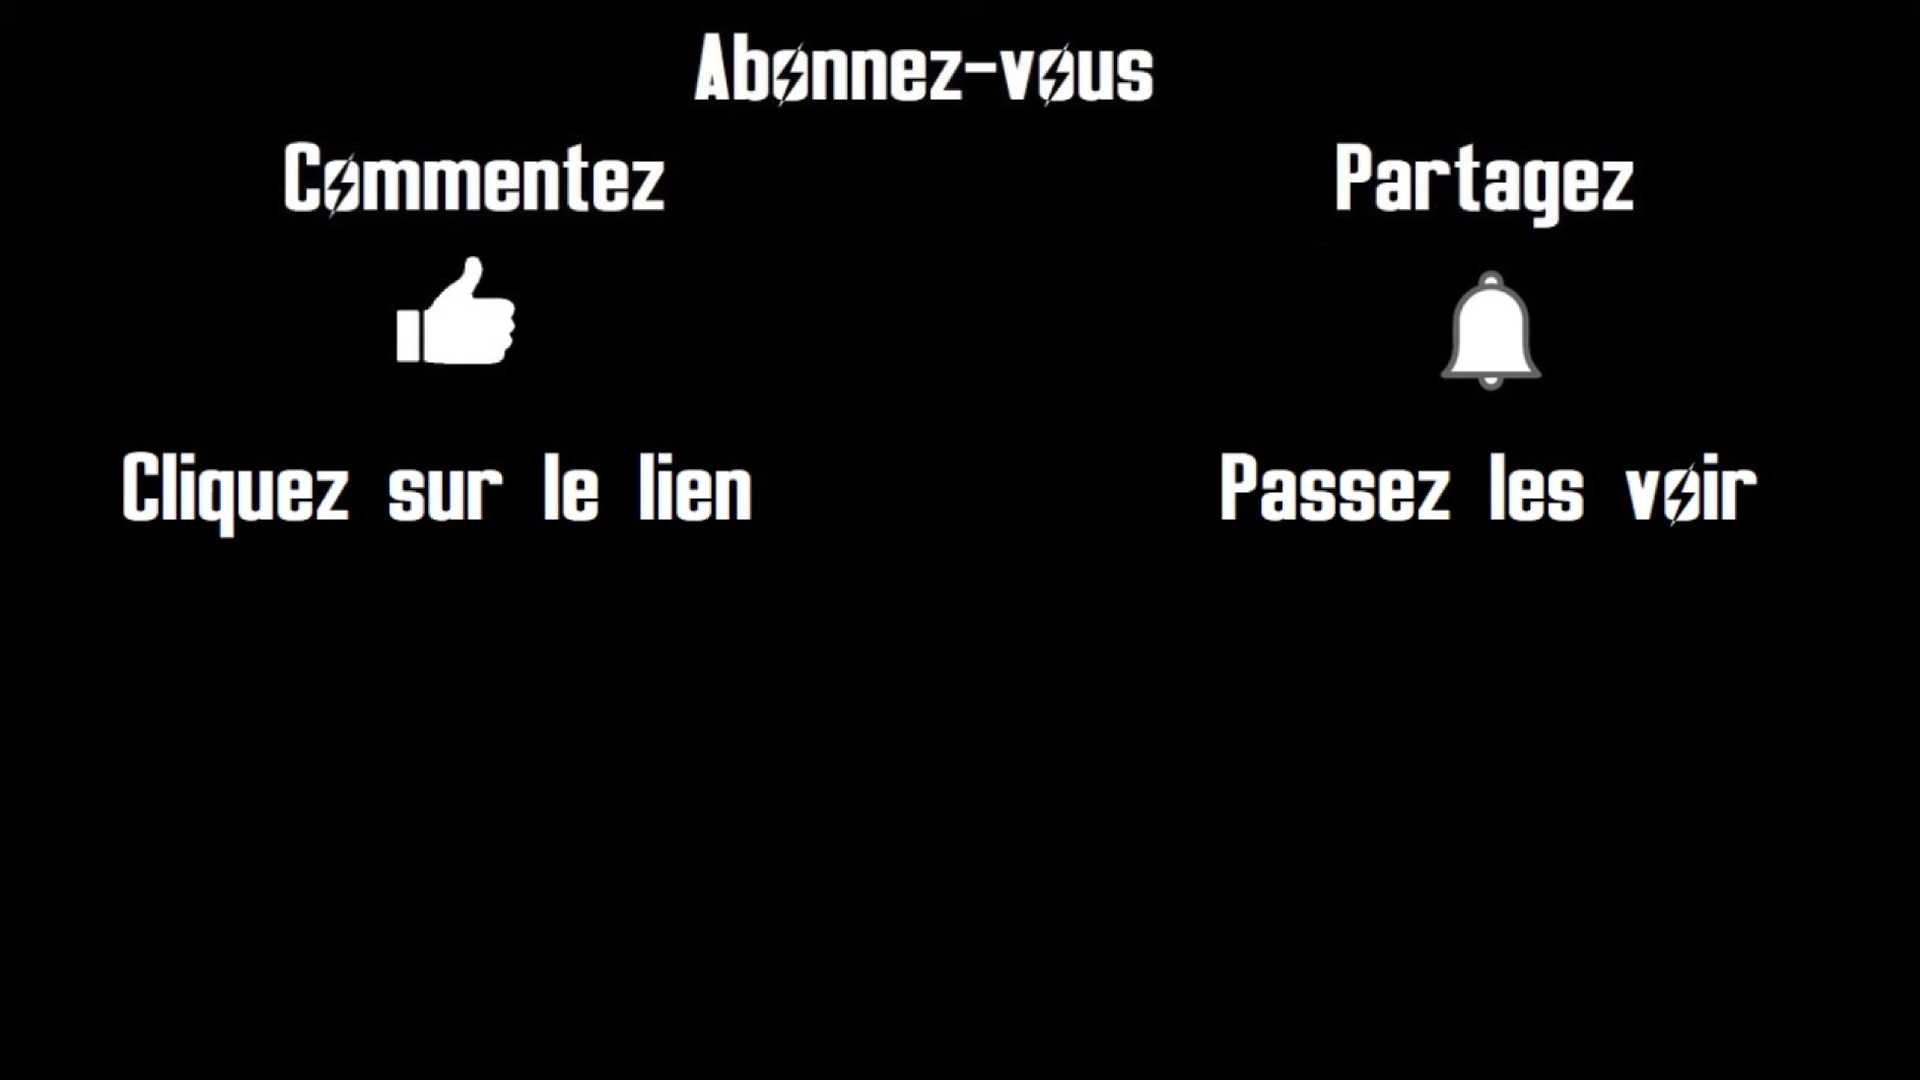 Abonnez-vous
Commentez
Partagez
Cliquez sur le lien
Passez les voir